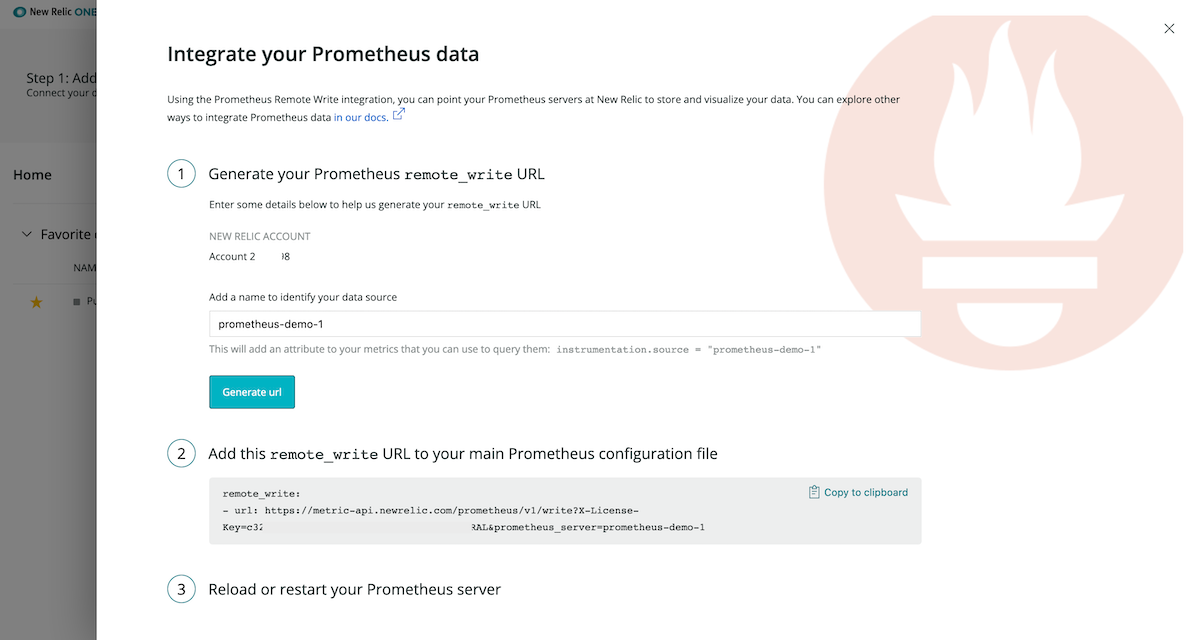 New Relic ONE
Integrate your Prometheus data
Step 1: Add
Connect your
Using the Prometheus Remote Write integration, you can point your Prometheus servers at New Relic to store and visualize your data. You can explore other
ways to integrate Prometheus data in our docs.
Home
1 Generate your Prometheus remote_write URL
Enter some details below to help us generate your remote_write URL
Favorite
NEW RELIC ACCOUNT
Account 2 98
NAM
Add a name to identify your data source
prometheus-demo-1
This will add an attribute to your metrics that you can use to query them: instrumentation.source = "prometheus-demo-1"
Generate url
2 Add this remote_write URL to your main Prometheus configuration file
remote_write:
Copy to clipboard
- url: https://metric-api.newrelic.com/prometheus/v1/write?X-License-
Key=c32 RAL&prometheus_server=prometheus-demo-1
3 Reload or restart your Prometheus server